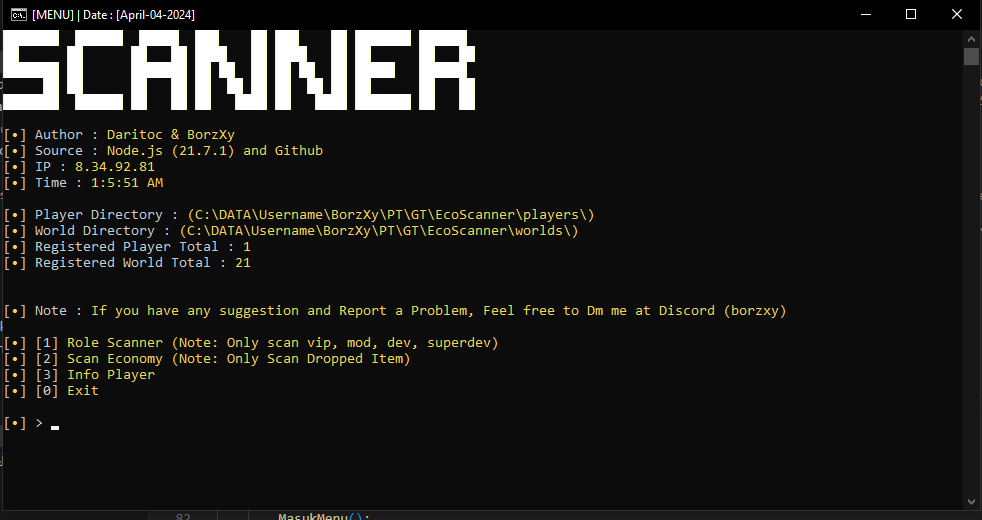 [MENU] | Date : [April-04-2024]
SCANNER
[•] Author : Daritoc & BorzXy
[•] Source : Node.js (21.7.1) and Github
[•] IP : 8.34.92.81
[•] Time : 1:5:51 AM
[•] Player Directory : (C:\DATA\Username\BorzXy\PT\GT\EcoScanner\players\)
[•] World Directory : (C:\DATA\Username\BorzXy\PT\GT\EcoScanner\worlds\)
[•] Registered Player Total : 1
[•] Registered World Total : 21
[•] Note : If you have any suggestion and Report a Problem, Feel free to Dm me at Discord (borzxy)
[•] [1] Role Scanner (Note: Only scan vip, mod, dev, superdev)
[•] [2] Scan Economy (Note: Only Scan Dropped Item)
[•] [3] Info Player
[•] [0] Exit
[•] >
82 MasukMenu();